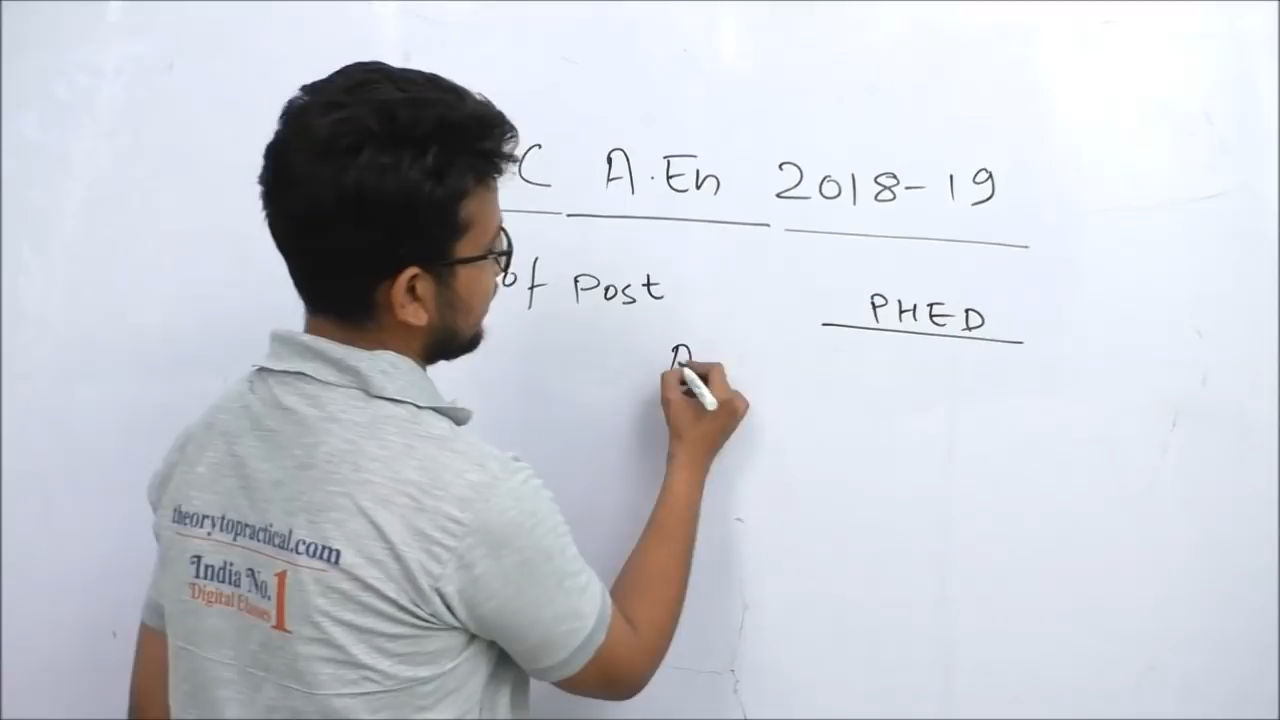 C A.En 2018-19
of Post
PHED
A
theorytopractical.com
India No. 1
Digital Classes